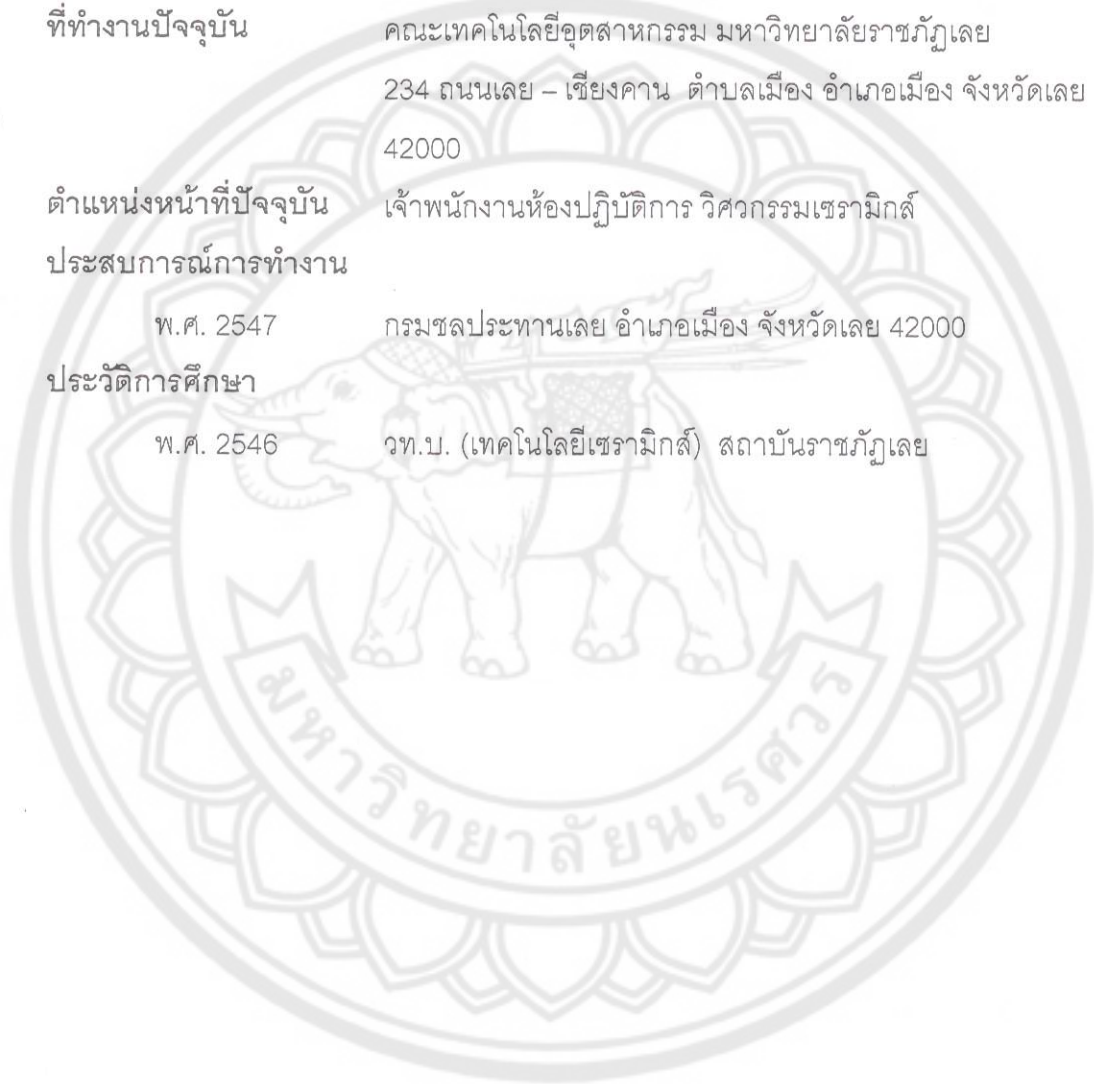 ที่ทำงานปัจจุบัน คณะเทคโนโลยีอุตสาหกรรม มหาวิทยาลัยราชภัฏเลย
234 ถนนเลย – เชียงคาน ตำบลเมือง อำเภอเมือง จังหวัดเลย
42000
ตำแหน่งหน้าที่ปัจจุบัน เจ้าพนักงานห้องปฏิบัติการ วิศวกรรมเซรามิกส์
ประสบการณ์การทำงาน
พ.ศ. 2547 กรมชลประทานเลย อำเภอเมือง จังหวัดเลย 42000
ประวัติการศึกษา
พ.ศ. 2546 วท.บ. (เทคโนโลยีเซรามิกส์) สถาบันราชภัฏเลย
มหาวิทยาลัยนเรศวร